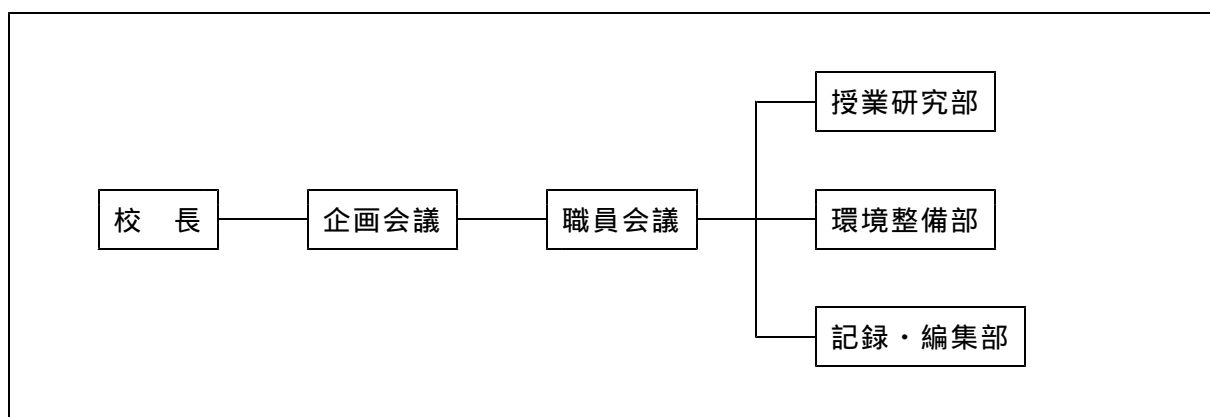 授業研究部
校　長
企画会議
職員会議
環境整備部
記録・編集部